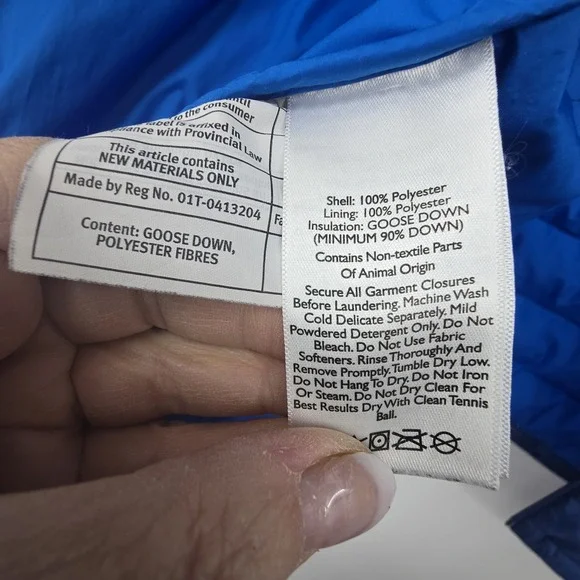 to the consumer
label is affixed in
with Provincial Law
This article contains
NEW MATERIALS ONLY
Made by Reg No. 01T-0413204
Content: GOOSE DOWN,
POLYESTER FIBRES
Shell: 100% Polyester
Lining: 100% Polyester
Insulation: GOOSE DOWN
(MINIMUM 90% DOWN)
Contains Non-textile Parts
Of Animal Origin
Secure All Garment Closures
Before Laundering. Machine Wash
Cold Delicate Separately. Mild
Powdered Detergent Only. Do Not
Bleach. Do Not Use Fabric
Softeners. Rinse Thoroughly And
Remove Promptly. Tumble Dry Low.
Do Not Hang To Dry. Do Not Iron
Or Steam. Do Not Dry Clean For
Best Results Dry With Clean Tennis
Ball.